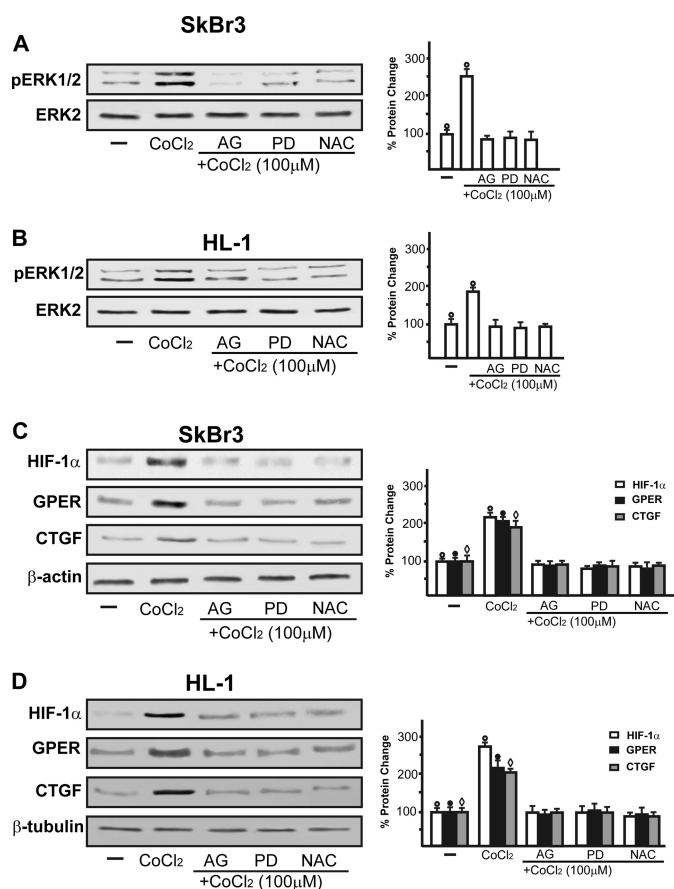 SkBr3
A
pERK1/2
ERK2
— CoCl₂ AG PD NAC
+CoCl₂ (100μM)
% Protein Change
300
200
100
— AG PD NAC
+CoCl₂ (100μM)
B
HL-1
pERK1/2
ERK2
— CoCl₂ AG PD NAC
+CoCl₂ (100μM)
% Protein Change
300
200
100
— AG PD NAC
+CoCl₂ (100μM)
C
SkBr3
HIF-1α
GPER
CTGF
β-actin
— CoCl₂ AG PD NAC
+CoCl₂ (100μM)
% Protein Change
300
200
100
HIF-1α
GPER
CTGF
— CoCl₂ AG PD NAC
+CoCl₂ (100μM)
D
HL-1
HIF-1α
GPER
CTGF
β-tubulin
— CoCl₂ AG PD NAC
+CoCl₂ (100μM)
% Protein Change
300
200
100
HIF-1α
GPER
CTGF
— CoCl₂ AG PD NAC
+CoCl₂ (100μM)